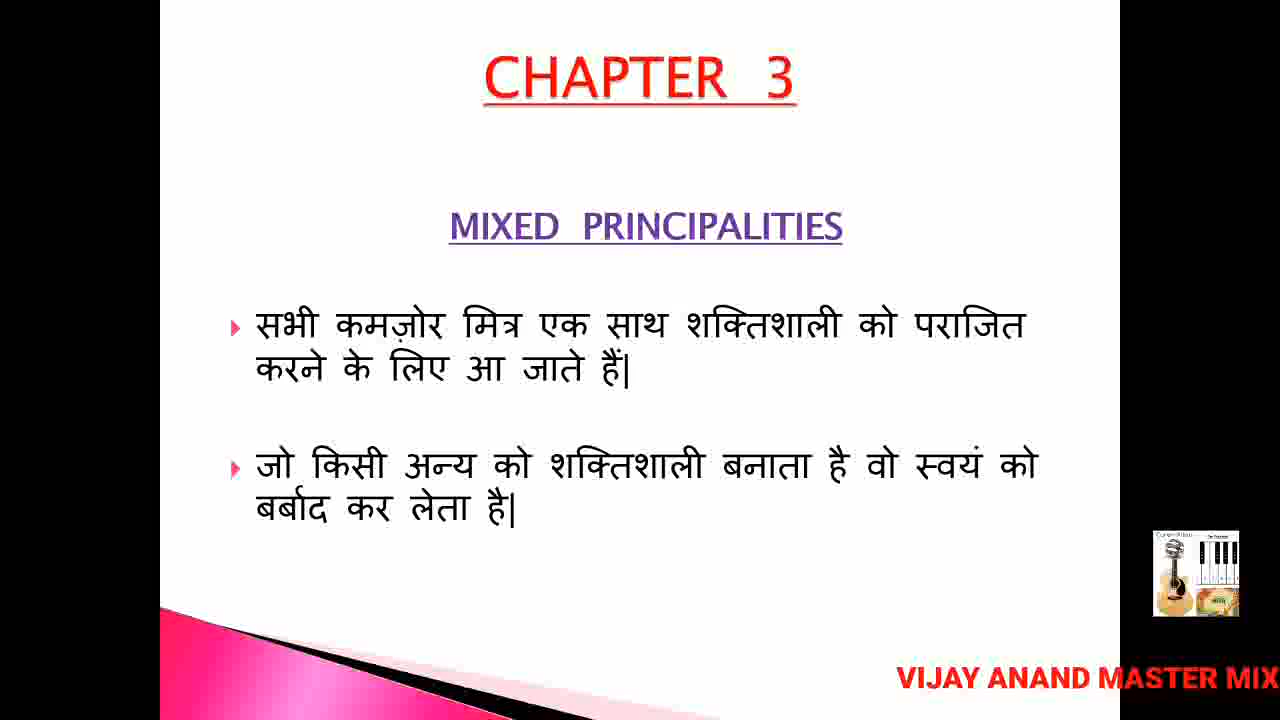 CHAPTER 3
MIXED PRINCIPALITIES
सभी कमज़ोर मित्र एक साथ शक्तिशाली को पराजित
करने के लिए आ जाते हैं|
जो किसी अन्य को शक्तिशाली बनाता है वो स्वयं को
बर्बाद कर लेता है|
VIJAY ANAND MASTER MIX